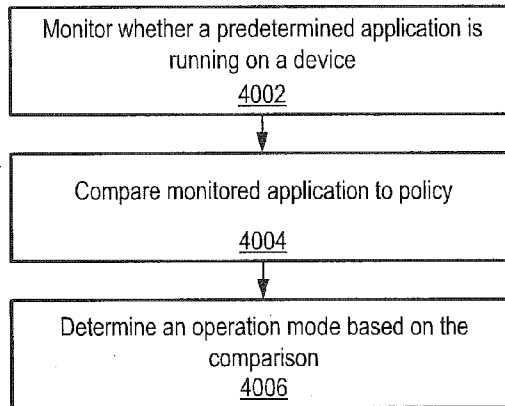 Monitor whether a predetermined application is
running on a device
4002
Compare monitored application to policy
4004
Determine an operation mode based on the
comparison
4006